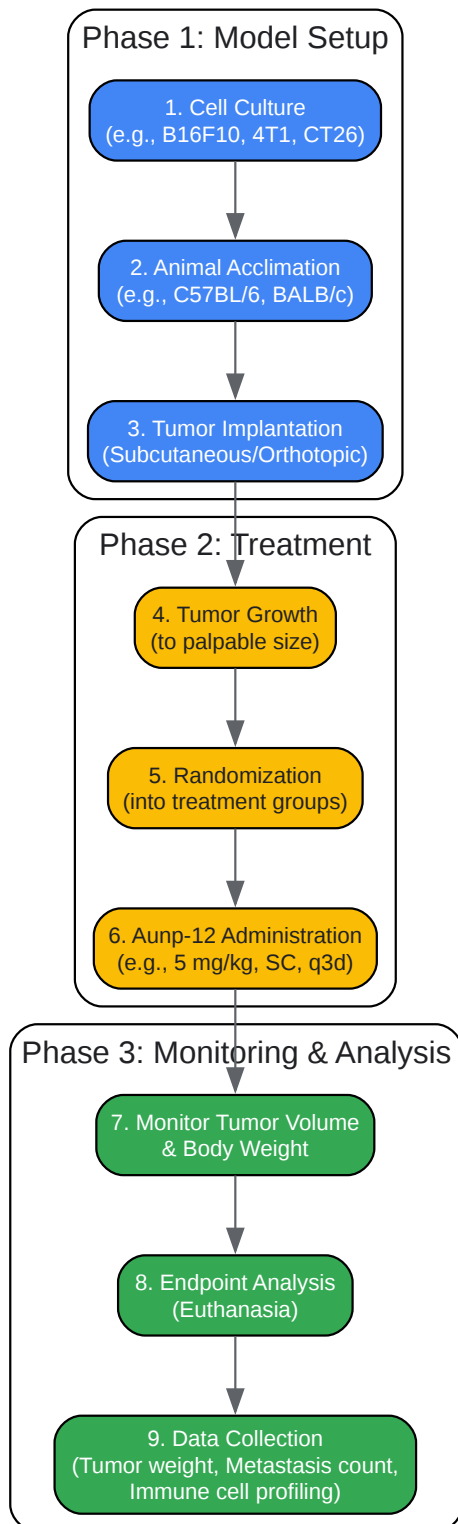 Phase 1: Model Setup
1. Cell Culture
(e.g., B16F10, 4T1, CT26)
2. Animal Acclimation
(e.g., C57BL/6, BALB/c)
3. Tumor Implantation
(Subcutaneous/Orthotopic)
Phase 2: Treatment
4. Tumor Growth
(to palpable size)
5. Randomization
(into treatment groups)
6. Aunp-12 Administration
(e.g., 5 mg/kg, SC, q3d)
Phase 3: Monitoring & Analysis
7. Monitor Tumor Volume
& Body Weight
8. Endpoint Analysis
(Euthanasia)
9. Data Collection
(Tumor weight, Metastasis count,
Immune cell profiling)